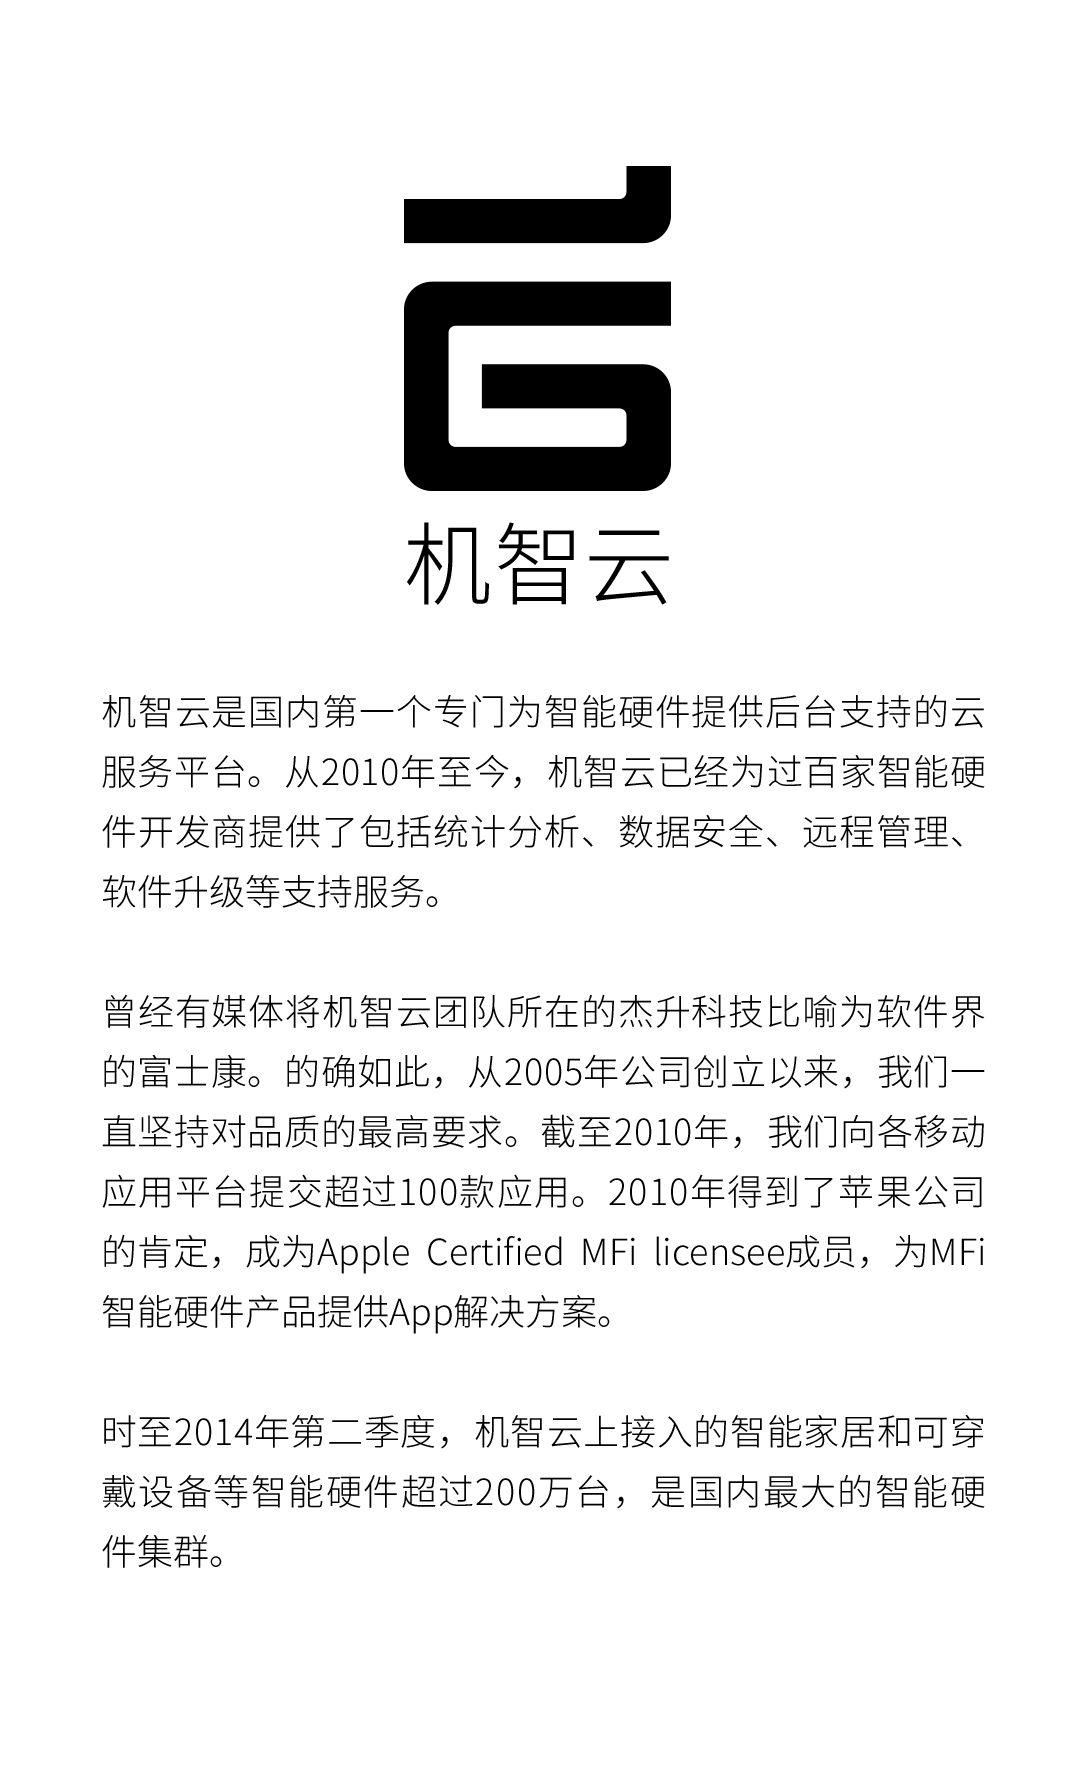 机智云
机智云是国内第一个专门为智能硬件提供后台支持的云
服务平台。从2010年至今，机智云已经为过百家智能硬
件开发商提供了包括统计分析、数据安全、远程管理、
软件升级等支持服务。
曾经有媒体将机智云团队所在的杰升科技比喻为软件界
的富士康。的确如此，从2005年公司创立以来，我们一
直坚持对品质的最高要求。截至2010年，我们向各移动
应用平台提交超过100款应用。2010年得到了苹果公司
的肯定，成为Apple Certified MFi licensee成员，为MFi
智能硬件产品提供App解决方案。
时至2014年第二季度，机智云上接入的智能家居和可穿
戴设备等智能硬件超过200万台，是国内最大的智能硬
件集群。